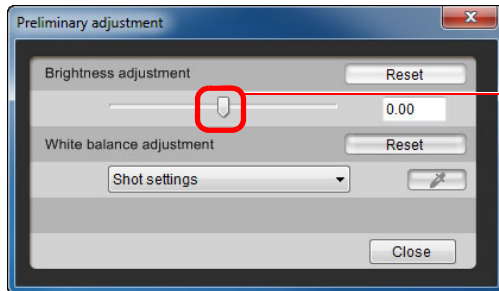 Preliminary adjustment
Brightness adjustment Reset
0.00
White balance adjustment Reset
Shot settings
Close